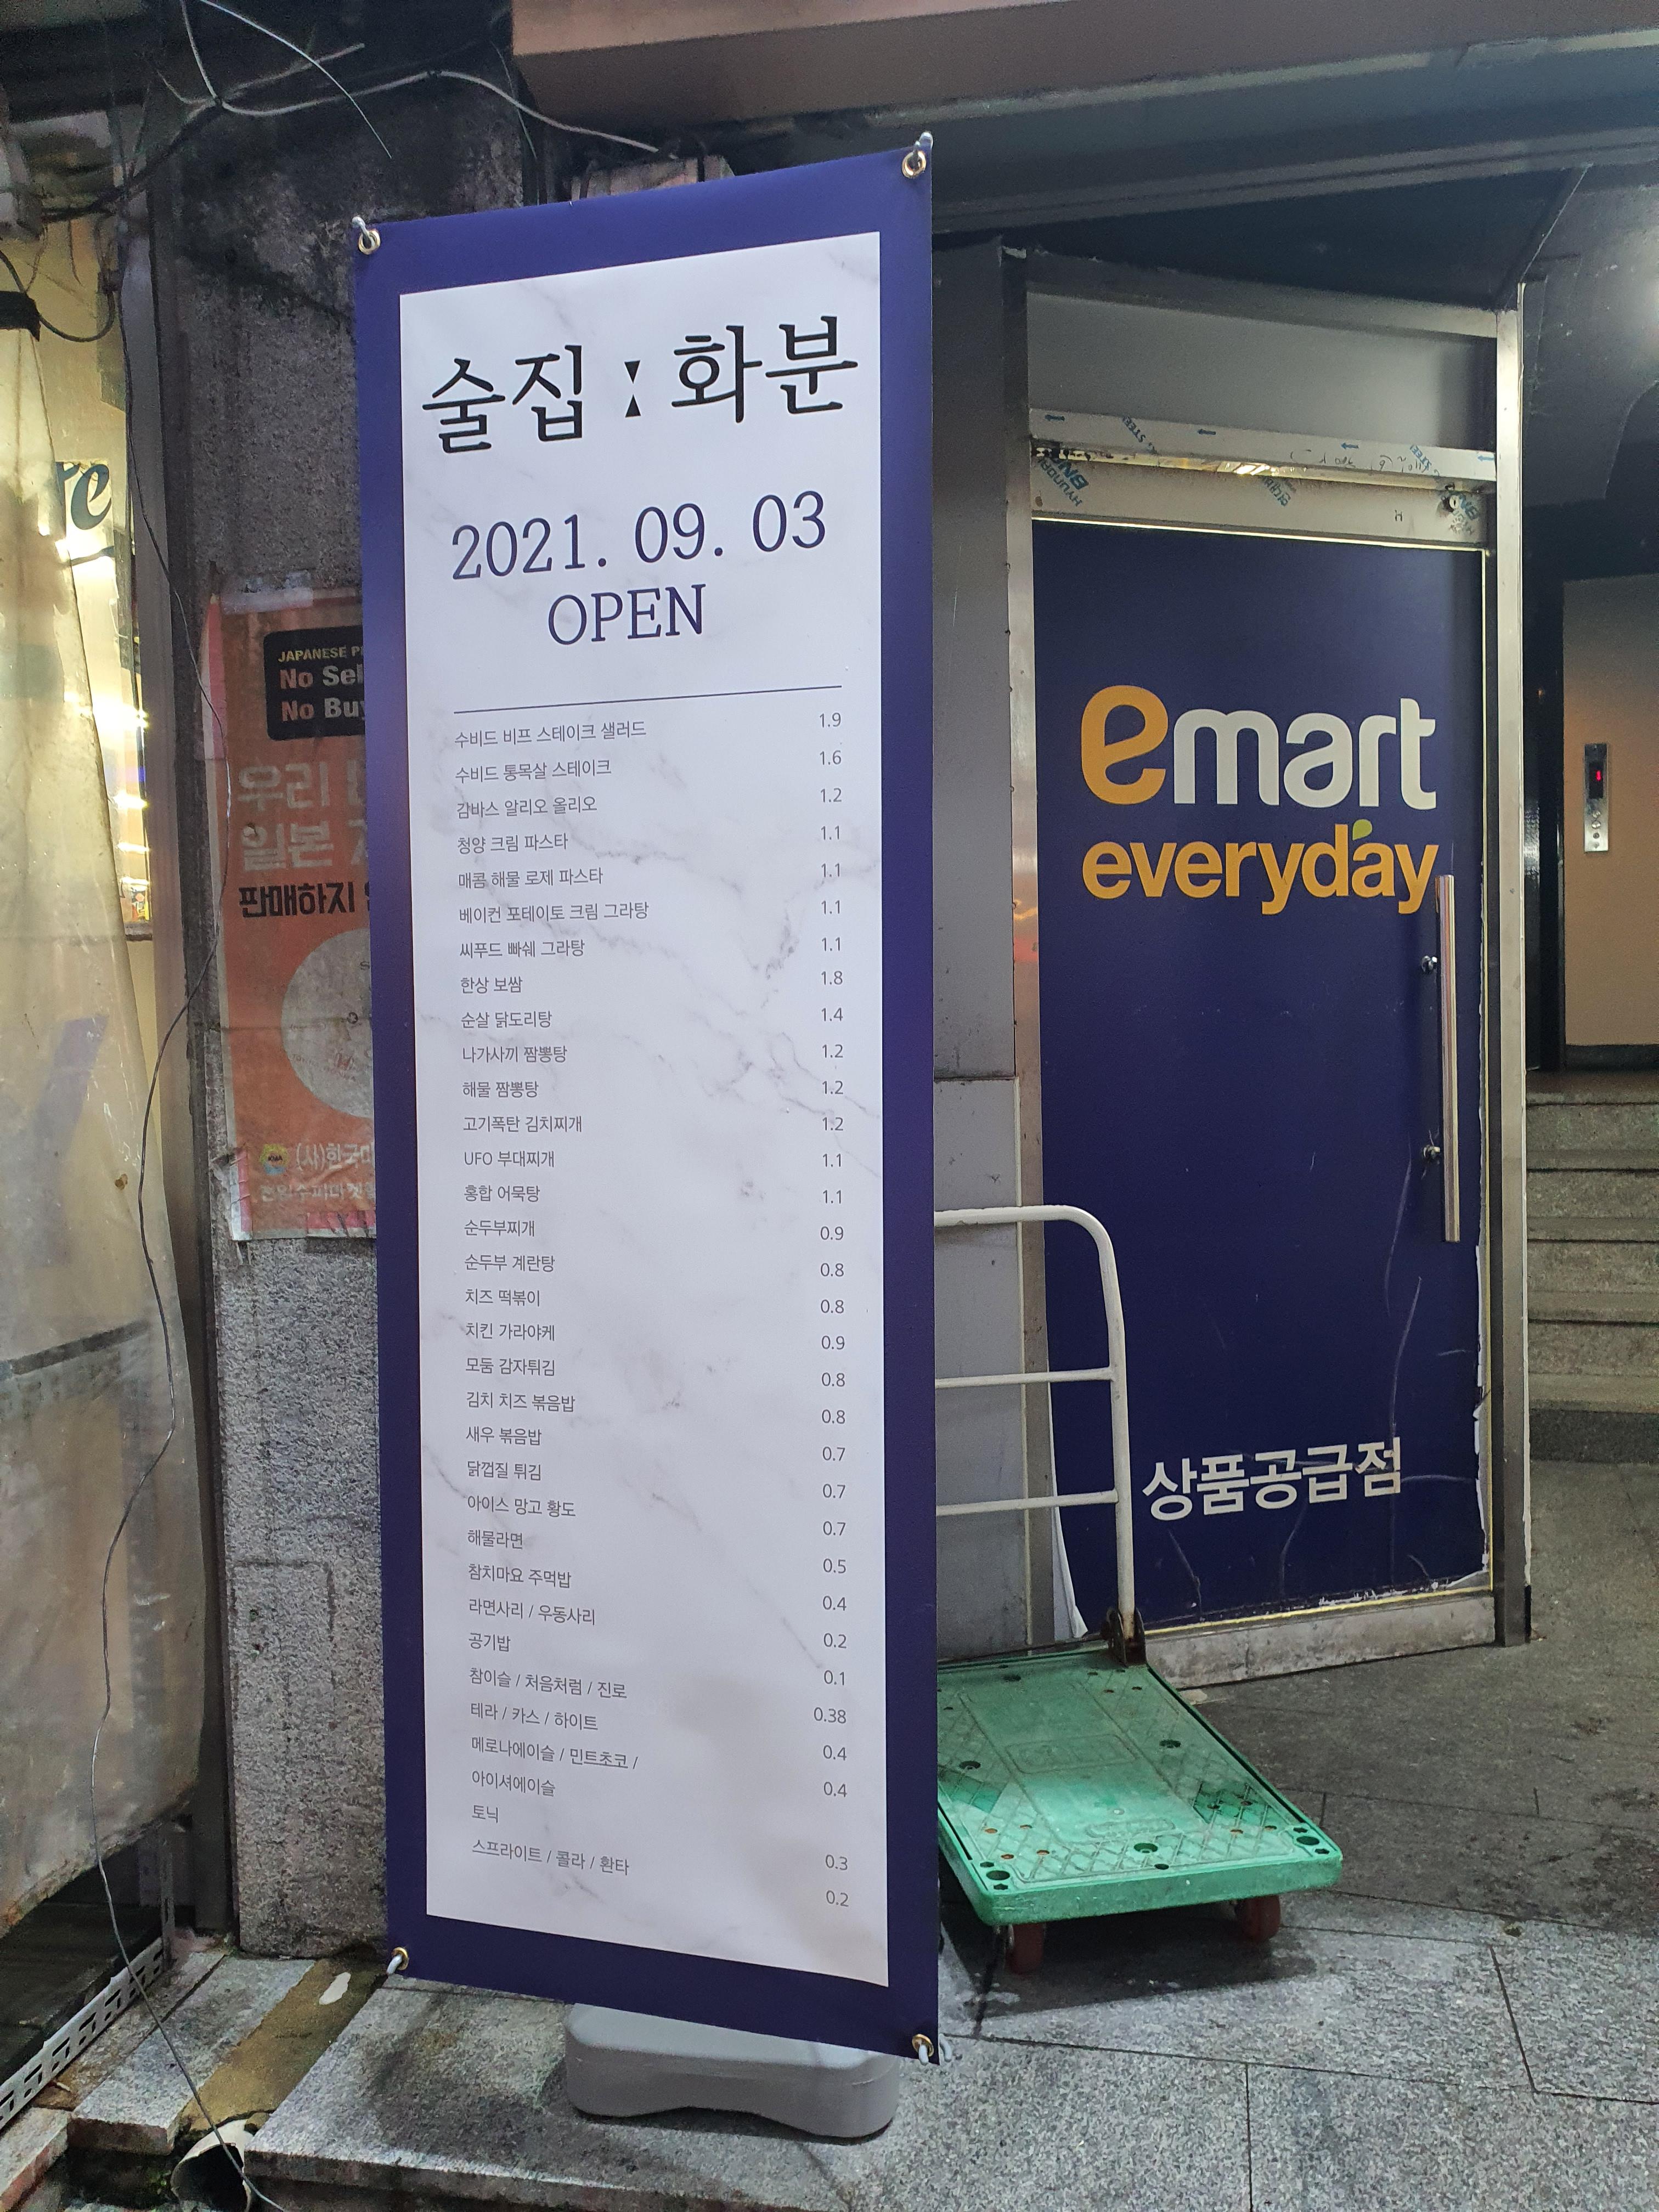 술집 : 화분
2021. 09. 03
OPEN
수비드 비프 스테이크 샐러드 1.9
수비드 통목살 스테이크 1.6
감바스 알리오 올리오 1.2
청양 크림 파스타 1.1
매콤 해물 로제 파스타 1.1
베이컨 포테이토 크림 그라탕 1.1
씨푸드 빠쉐 그라탕 1.1
한상 보쌈 1.8
순살 닭도리탕 1.4
나가사끼 짬뽕탕 1.2
해물 짬뽕탕 1.2
고기폭탄 김치찌개 1.2
UFO 부대찌개 1.1
홍합 어묵탕 1.1
순두부찌개 0.9
순두부 계란탕 0.8
치즈 떡볶이 0.8
치킨 가라야케 0.9
모둠 감자튀김 0.8
김치 치즈 볶음밥 0.8
새우 볶음밥 0.7
닭껍질 튀김 0.7
아이스 망고 황도 0.7
해물라면 0.5
참치마요 주먹밥 0.4
라면사리 / 우동사리 0.2
공기밥 0.1
참이슬 / 처음처럼 / 진로 0.38
테라 / 카스 / 하이트 0.4
메로나에이슬 / 민트초코 / 0.4
아이셔에이슬
토닉 0.3
스프라이트 / 콜라 / 환타 0.2
emart
everyday
상품공급점
JAPANESE
No
No
우리
일본
판매하지